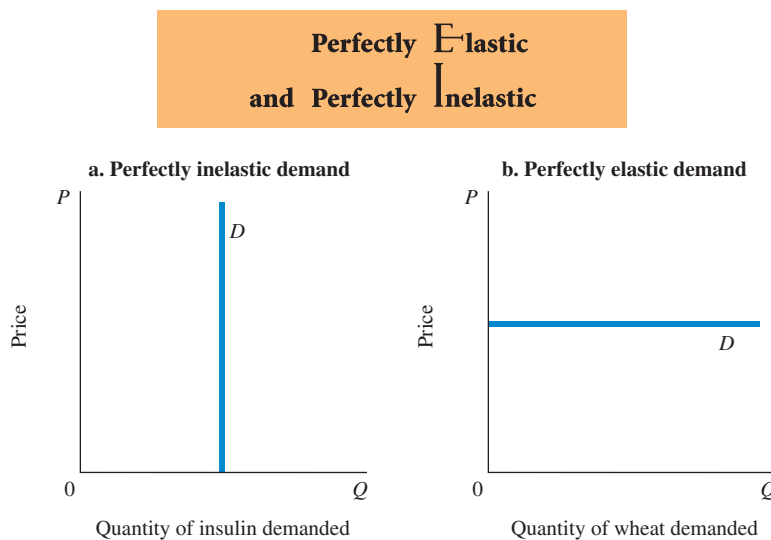 Perfectly Elastic
and Perfectly Inelastic
a. Perfectly inelastic demand
P
D
Price
0
Q
Quantity of insulin demanded
b. Perfectly elastic demand
P
Price
D
0
Q
Quantity of wheat demanded